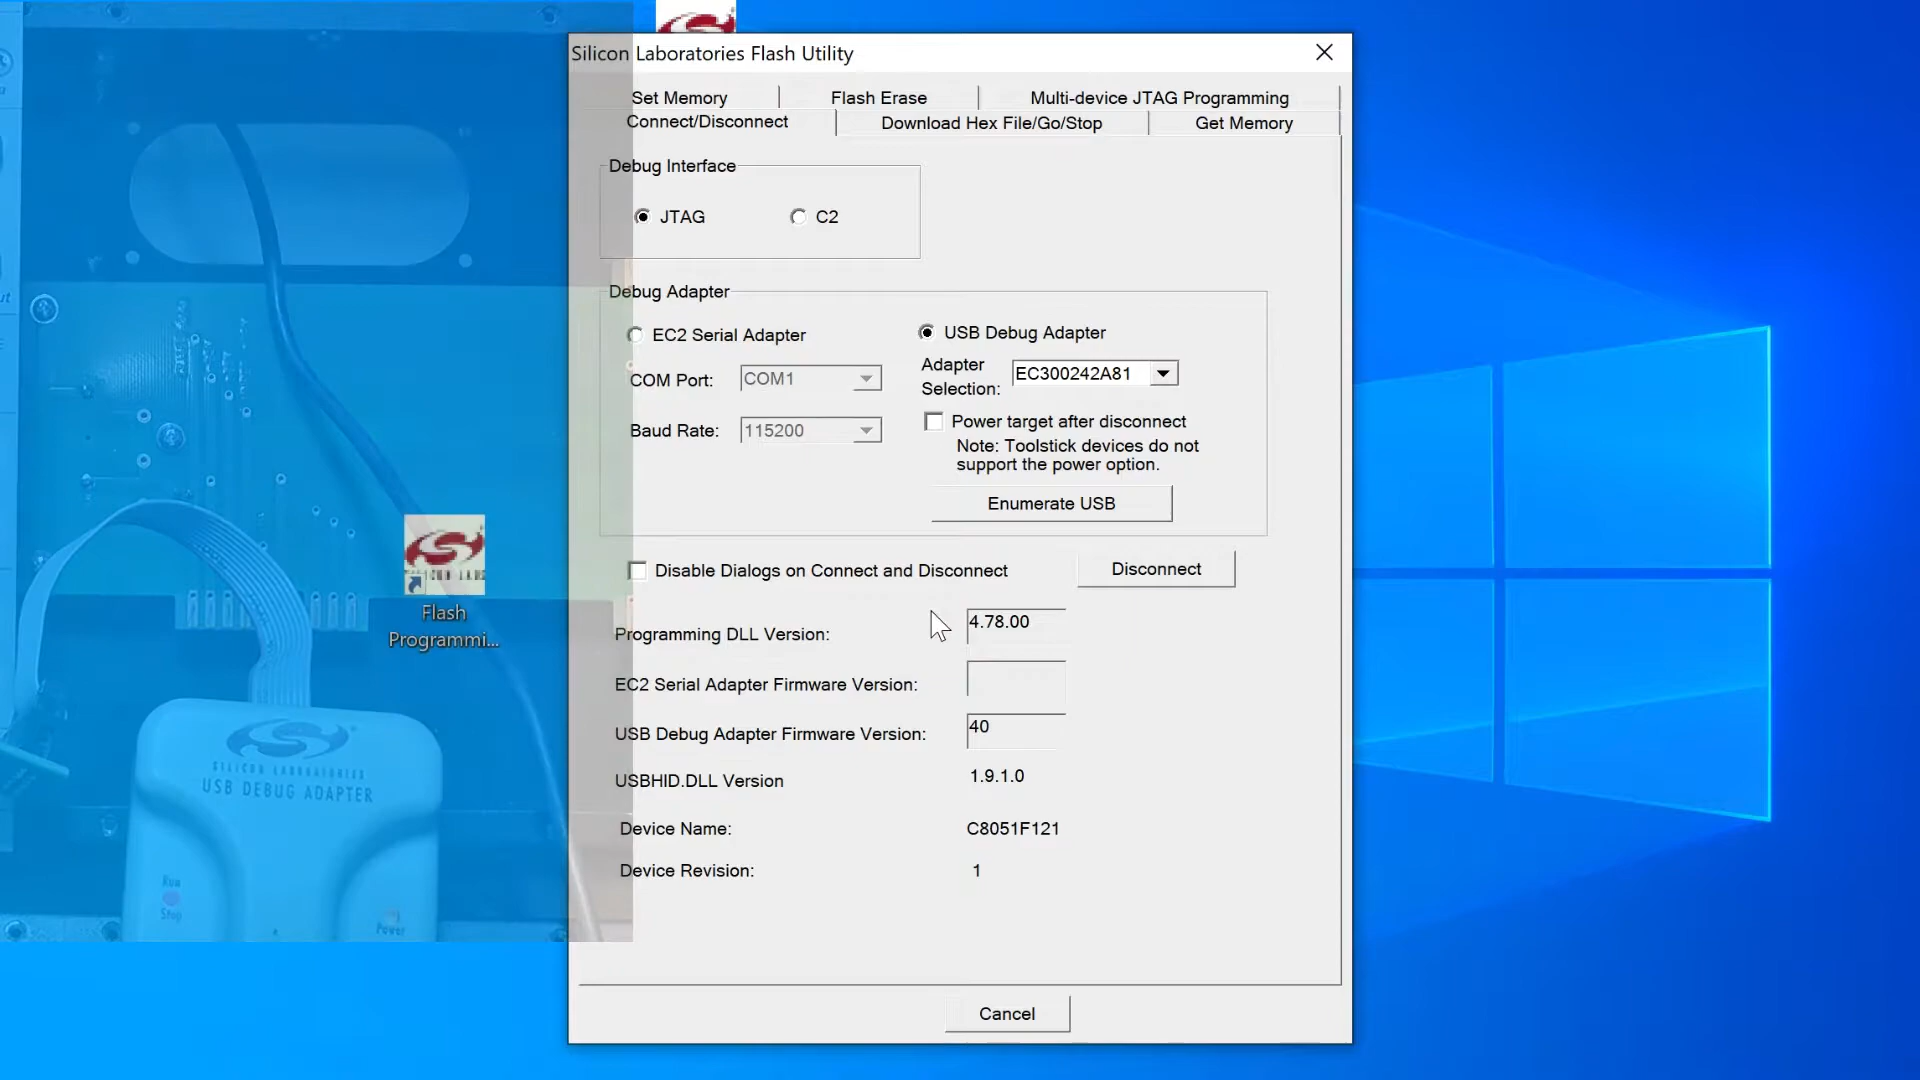 Silicon Laboratories Flash Utility
Set Memory
Flash Erase
Multi-device JTAG Programming
Connect/Disconnect
Download Hex File/Go/Stop
Get Memory
Debug Interface
JTAG
C2
Debug Adapter
EC2 Serial Adapter
USB Debug Adapter
COM Port:
COM1
Adapter
Selection:
EC300242A81
Baud Rate:
115200
Power target after disconnect
Note: Toolstick devices do not
support the power option.
Enumerate USB
Disable Dialogs on Connect and Disconnect
Disconnect
Programming DLL Version:
4.78.00
EC2 Serial Adapter Firmware Version:
USB Debug Adapter Firmware Version:
40
USBHID.DLL Version
1.9.1.0
Device Name:
C8051F121
Device Revision:
1
Cancel
Flash
Programmi...
SILICON LABORATORIES
USB DEBUG ADAPTER
Run
Stop
Power